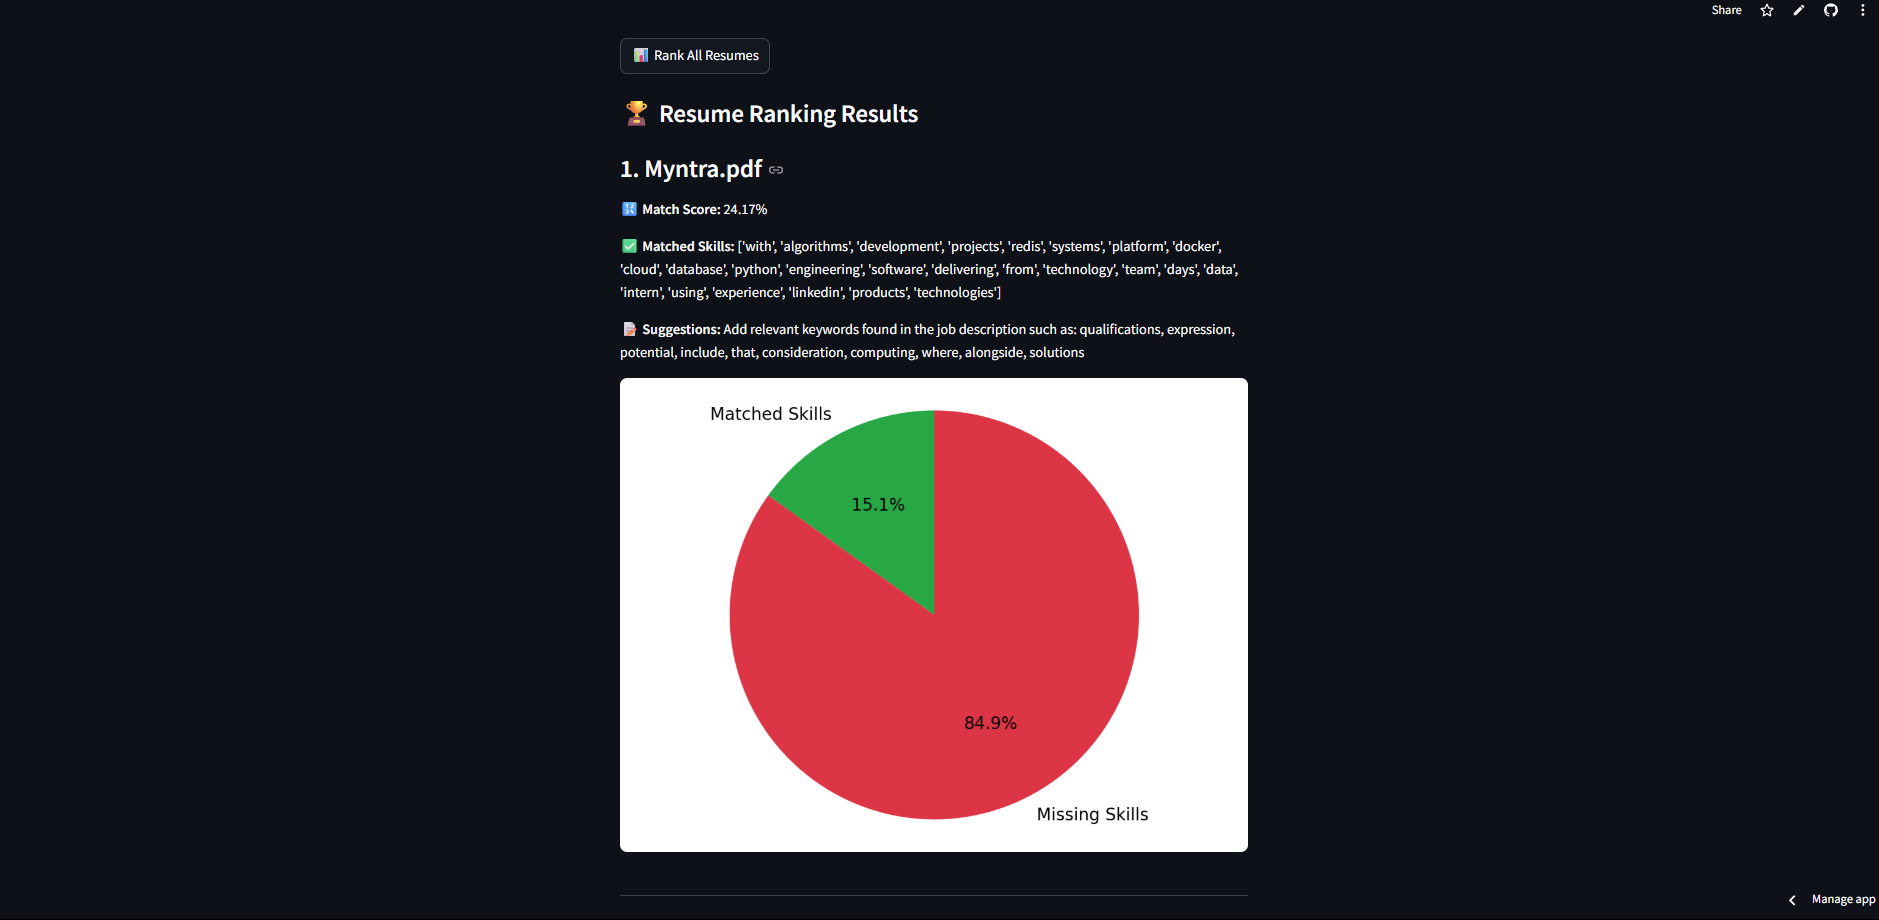 Share
Rank All Resumes
Resume Ranking Results
1. Myntra.pdf
Match Score: 24.17%
Matched Skills: ['with', 'algorithms', 'development', 'projects', 'redis', 'systems', 'platform', 'docker',
'cloud', 'database', 'python', 'engineering', 'software', 'delivering', 'from', 'technology', 'team', 'days', 'data',
'intern', 'using', 'experience', 'linkedin', 'products', 'technologies']
Suggestions: Add relevant keywords found in the job description such as: qualifications, expression,
potential, include, that, consideration, computing, where, alongside, solutions
Matched Skills
15.1%
84.9%
Missing Skills
Manage app